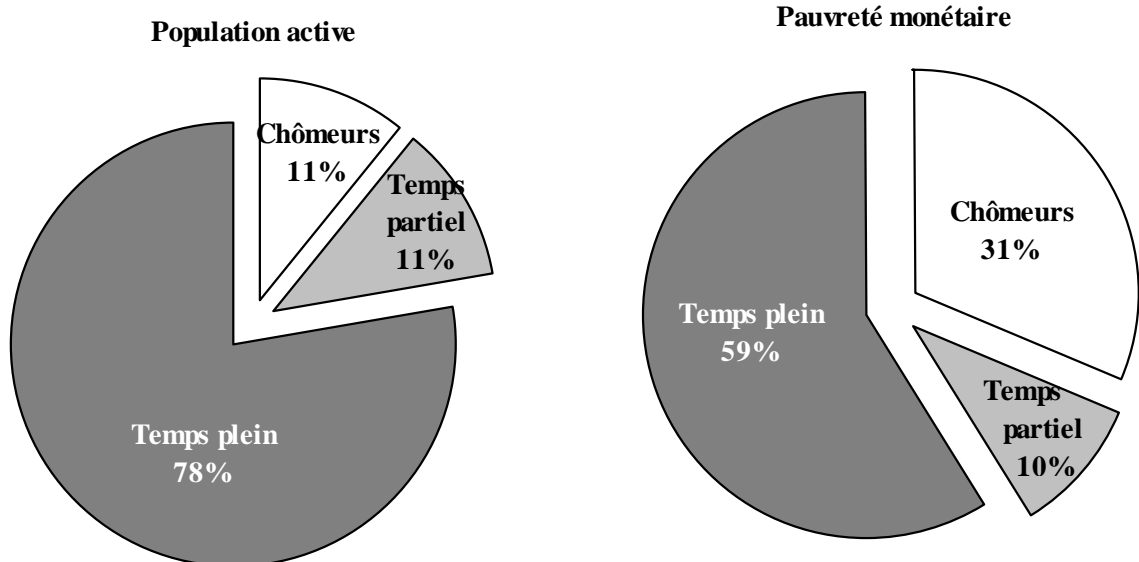 Population active
Chômeurs
11%
Temps
partiel
11%
Temps plein
78%
Pauvreté monétaire
Chômeurs
31%
Temps plein
59%
Temps
partiel
10%